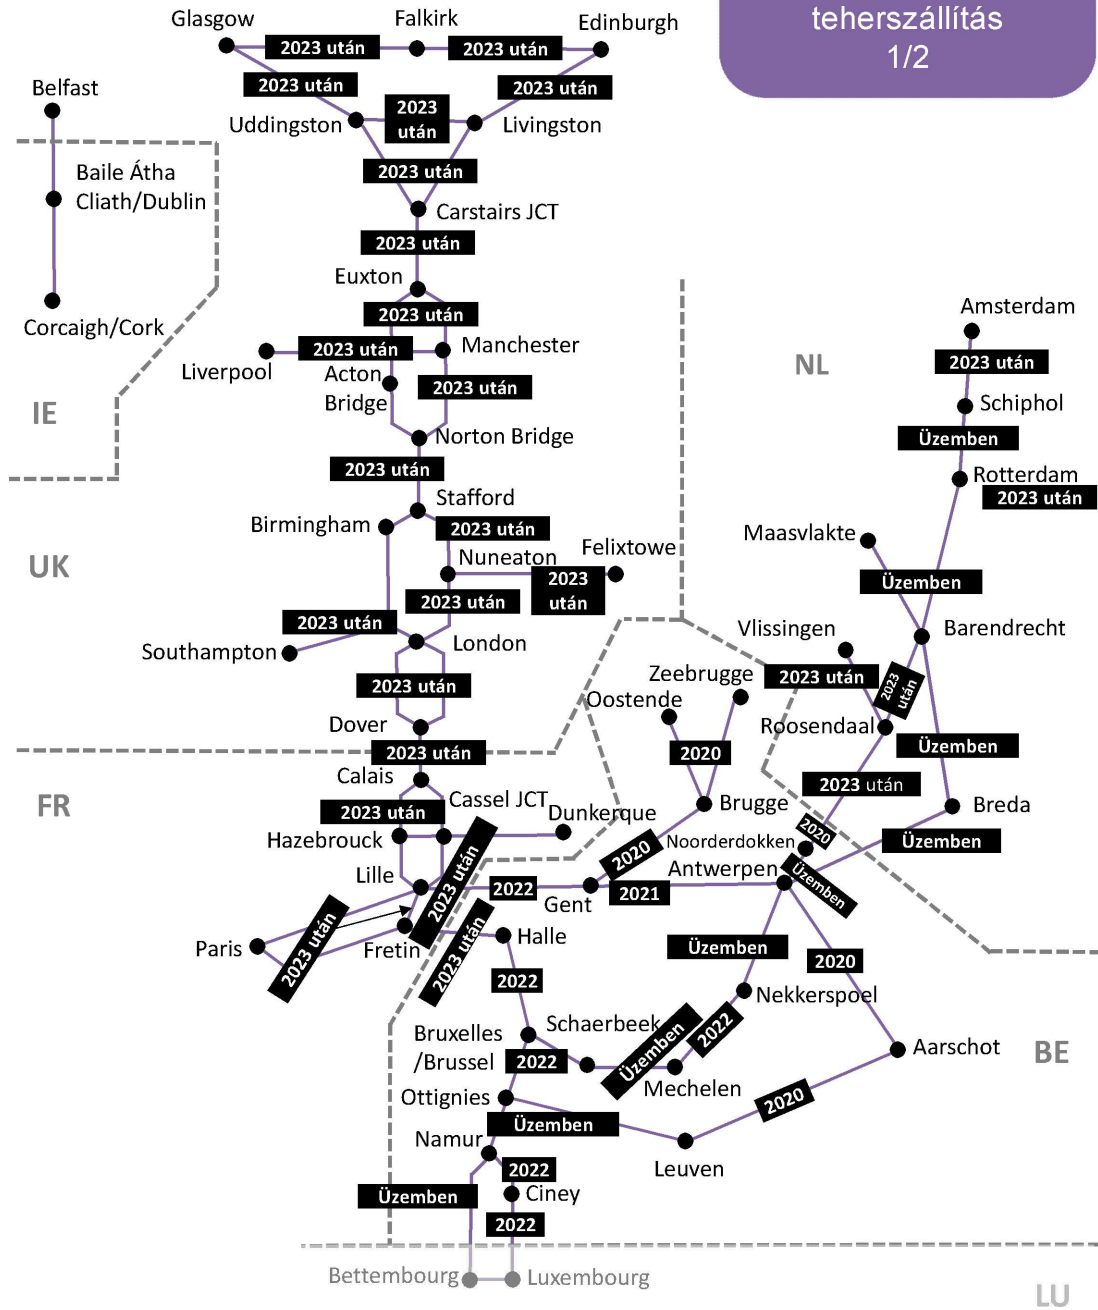 teherszállítás
1/2
Glasgow
Falkirk
Edinburgh
2023 után
2023 után
2023 után
2023 után
Belfast
Uddington
2023
után
Livingston
Baile Átha
Cliath/Dublin
2023 után
Carstairs JCT
2023 után
Euxton
Corcaigh/Cork
2023 után
Amsterdam
2023 után
Manchester
Liverpool
Acton
Bridge
2023 után
NL
2023 után
Schiphol
IE
Norton Bridge
Üzemben
2023 után
Rotterdam
2023 után
Stafford
Birmingham
2023 után
Maasvlakte
Nuneaton
Felixtowe
UK
2023
után
Üzemben
2023 után
2023 után
Southampton
London
Vlissingen
Barendrecht
Zeebrugge
2023 után
2023 után
2023
után
Oostende
Dover
Roosendaal
2023 után
2020
Üzemben
Calais
2023 után
FR
Cassel JCT
2023 után
Dunkerque
Brugge
Breda
Hazebrouck
2020
Noorderdokken
2020
Üzemben
Lille
2023 után
2022
Gent
2021
Antwerpen
Üzemben
Paris
2023 után
Fretin
2023 után
Halle
Üzemben
2020
2022
Nekkerspoel
Bruxelles
/Brussel
Schaerbeek
2022
Üzemben
2022
Mechelen
Aarschot
BE
Ottignies
2020
Üzemben
Namur
Leuven
2022
Üzemben
Ciney
2022
Bettembourg
Luxembourg
LU